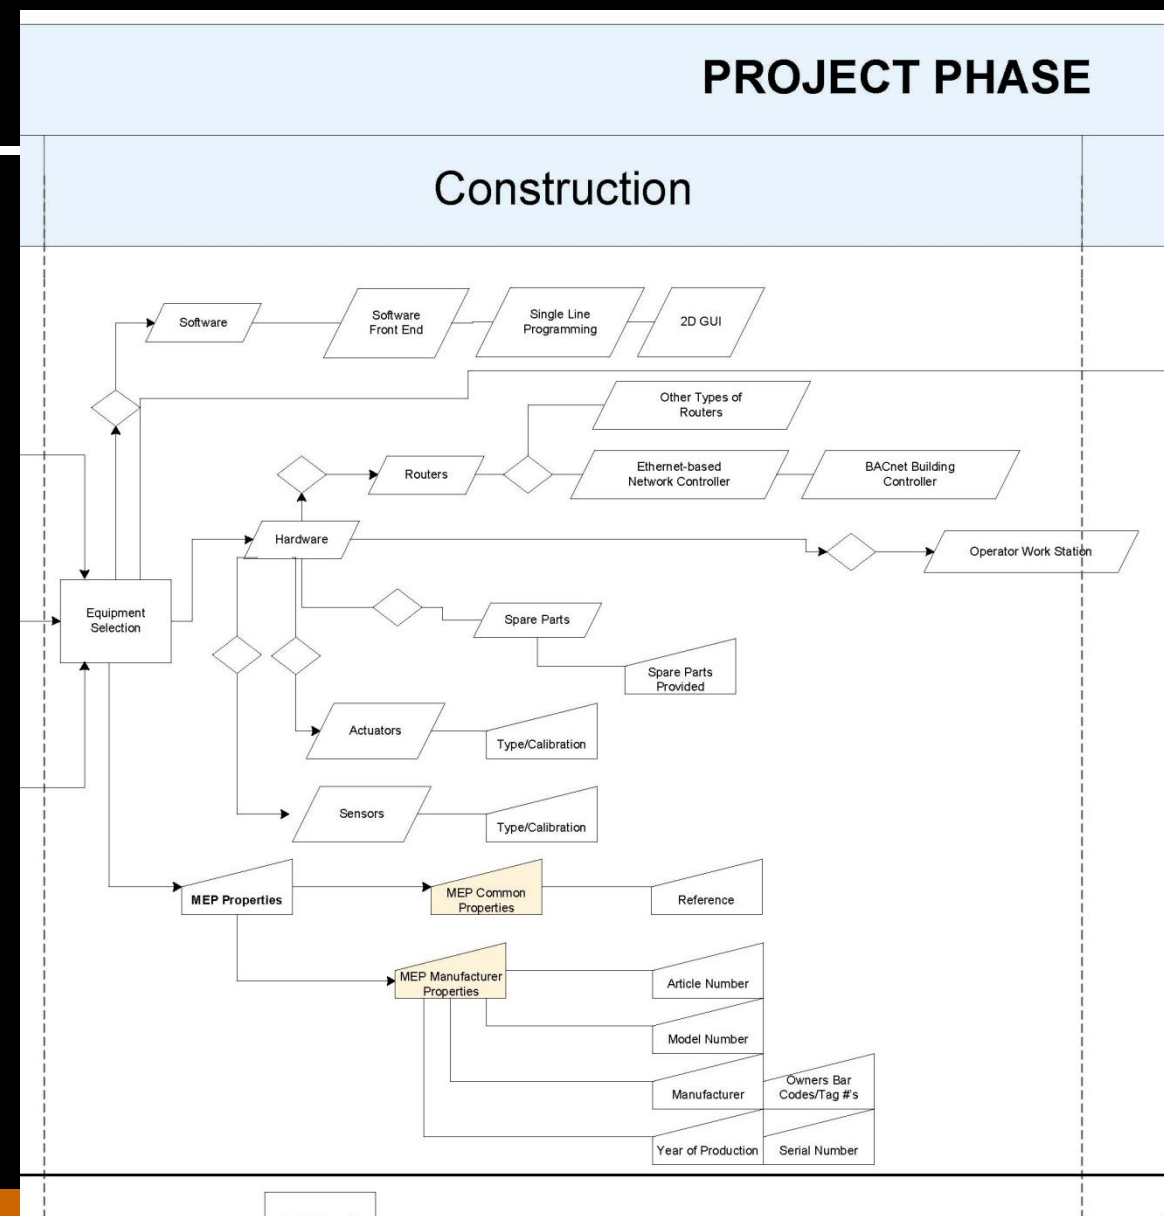 PROJECT PHASE
Construction
Software
Software
Front End
Single Line
Programming
2D GUI
Other Types of
Routers
Routers
Ethernet-based
Network Controller
BACnet Building
Controller
Hardware
Operator Work Station
Equipment
Selection
Spare Parts
Spare Parts
Provided
Actuators
Type/Calibration
Sensors
Type/Calibration
MEP Properties
MEP Common
Properties
Reference
MEP Manufacturer
Properties
Article Number
Model Number
Manufacturer
Owners Bar
Codes/Tag #'s
Year of Production
Serial Number